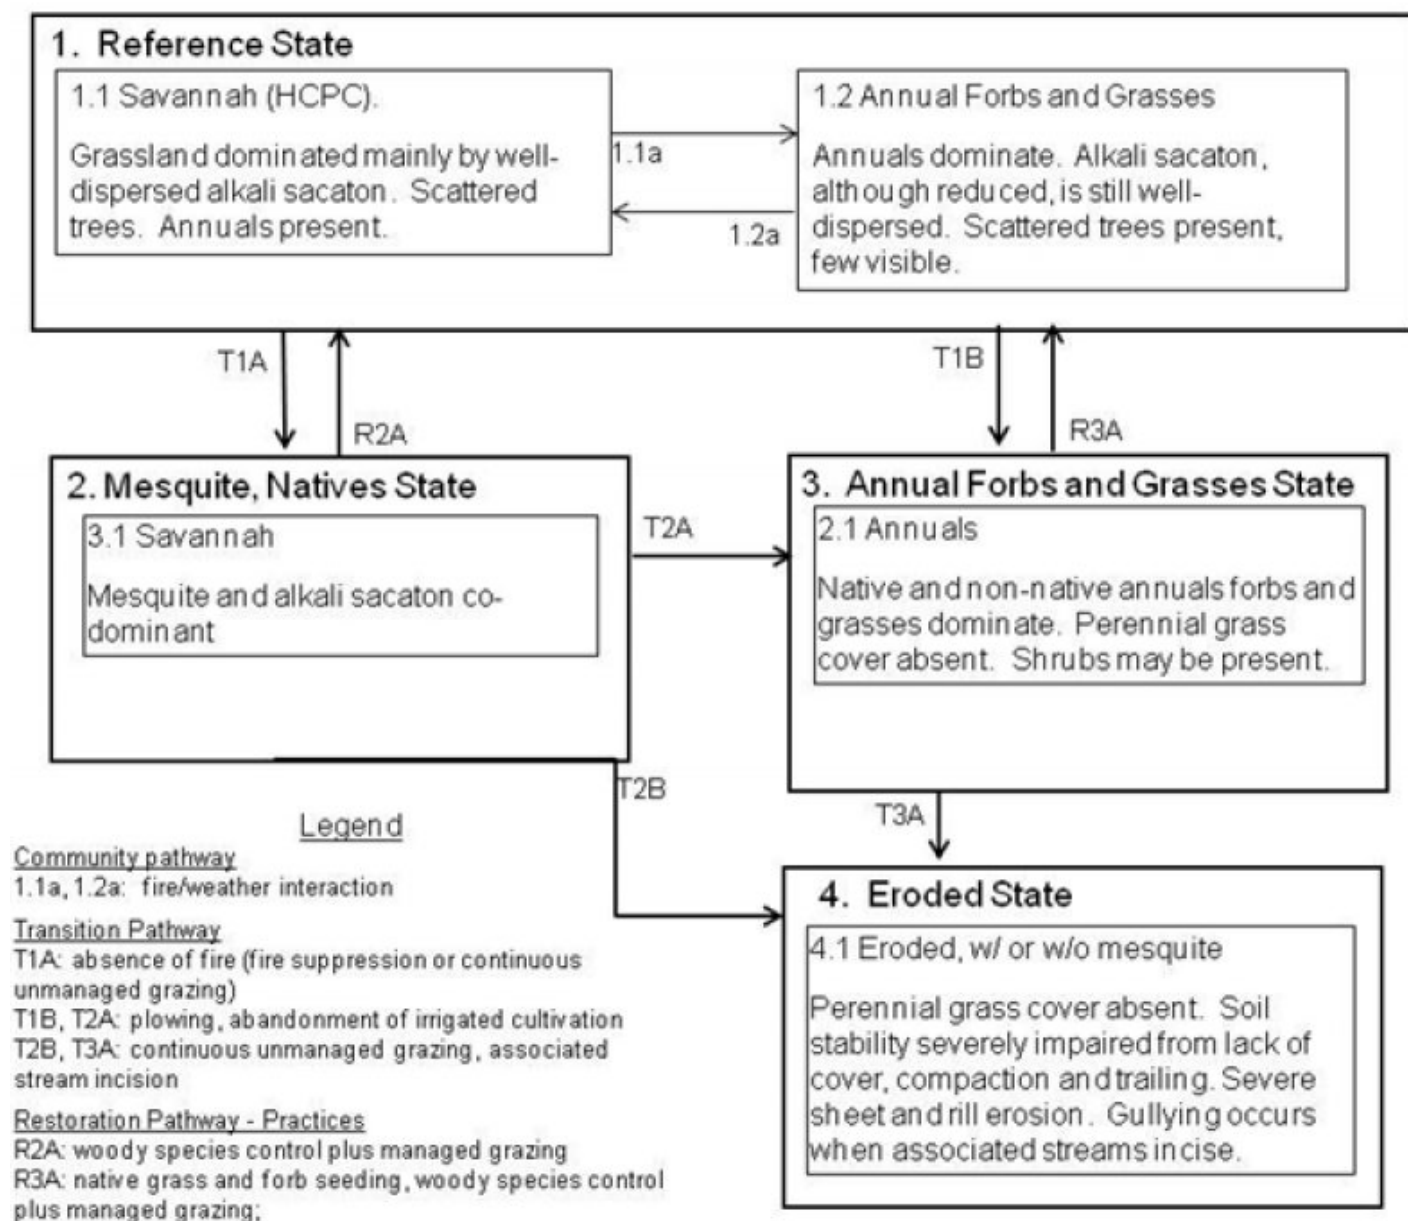 1. Reference State
1.1 Savannah (HCPC).
Grassland dominated mainly by well-
dispersed alkali sacaton. Scattered
trees. Annuals present.
1.1a
1.2a
1.2 Annual Forbs and Grasses
Annuals dominate. Alkali sacaton,
although reduced, is still well-
dispersed. Scattered trees present,
few visible.
T1A
R2A
T1B
R3A
2. Mesquite, Natives State
3.1 Savannah
Mesquite and alkali sacaton co-
dominant
T2A
3. Annual Forbs and Grasses State
2.1 Annuals
Native and non-native annuals forbs and
grasses dominate. Perennial grass
cover absent. Shrubs may be present.
T2B
T3A
4. Eroded State
4.1 Eroded, w/ or w/o mesquite
Perennial grass cover absent. Soil
stability severely impaired from lack of
cover, compaction and trailing. Severe
sheet and rill erosion. Gullying occurs
when associated streams incise.
Legend
Community pathway
1.1a, 1.2a: fire/weather interaction
Transition Pathway
T1A: absence of fire (fire suppression or continuous
unmanaged grazing)
T1B, T2A: plowing, abandonment of irrigated cultivation
T2B, T3A: continuous unmanaged grazing, associated
stream incision
Restoration Pathway - Practices
R2A: woody species control plus managed grazing
R3A: native grass and forb seeding, woody species control
plus managed grazing;